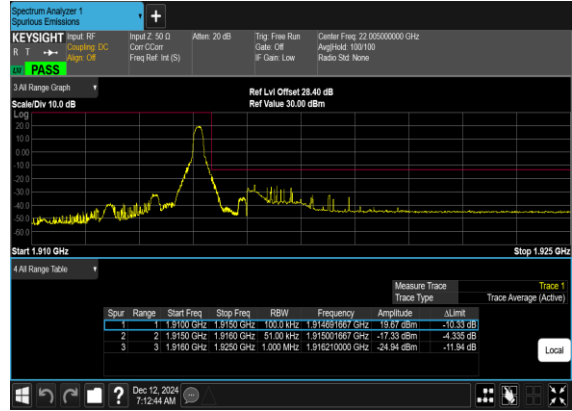 Spectrum Analyzer 1
Spurious Emissions
KEYSIGHT Input: RF Input Z: 50 Ω Atten: 20 dB Trig: Free Run Center Freq: 22.005000000 GHz
R T Coupling: DC Corr CCorr Gate: Off Avg|Hold: 100/100
Align: Off Freq Ref: Int (S) IF Gain: Low Radio Std: None
PASS
3 All Range Graph Ref Lvl Offset 28.40 dB
Scale/Div 10.0 dB Ref Value 30.00 dBm
Log
20.0
10.0
0.00
-10.0
-20.0
-30.0
-40.0
-50.0
-60.0
Start 1.910 GHz Stop 1.925 GHz
4 All Range Table
Measure Trace Trace 1
Trace Type Trace Average (Active)
Spur Range Start Freq Stop Freq RBW Frequency Amplitude ΔLimit
1 1 1.9100 GHz 1.9150 GHz 100.0 kHz 1.914691667 GHz 19.67 dBm -10.33 dB
2 2 1.9150 GHz 1.9160 GHz 51.00 kHz 1.915001667 GHz -17.33 dBm -4.335 dB
3 3 1.9160 GHz 1.9250 GHz 1.000 MHz 1.916210000 GHz -24.94 dBm -11.94 dB
Local
? Dec 12, 2024
7:12:44 AM